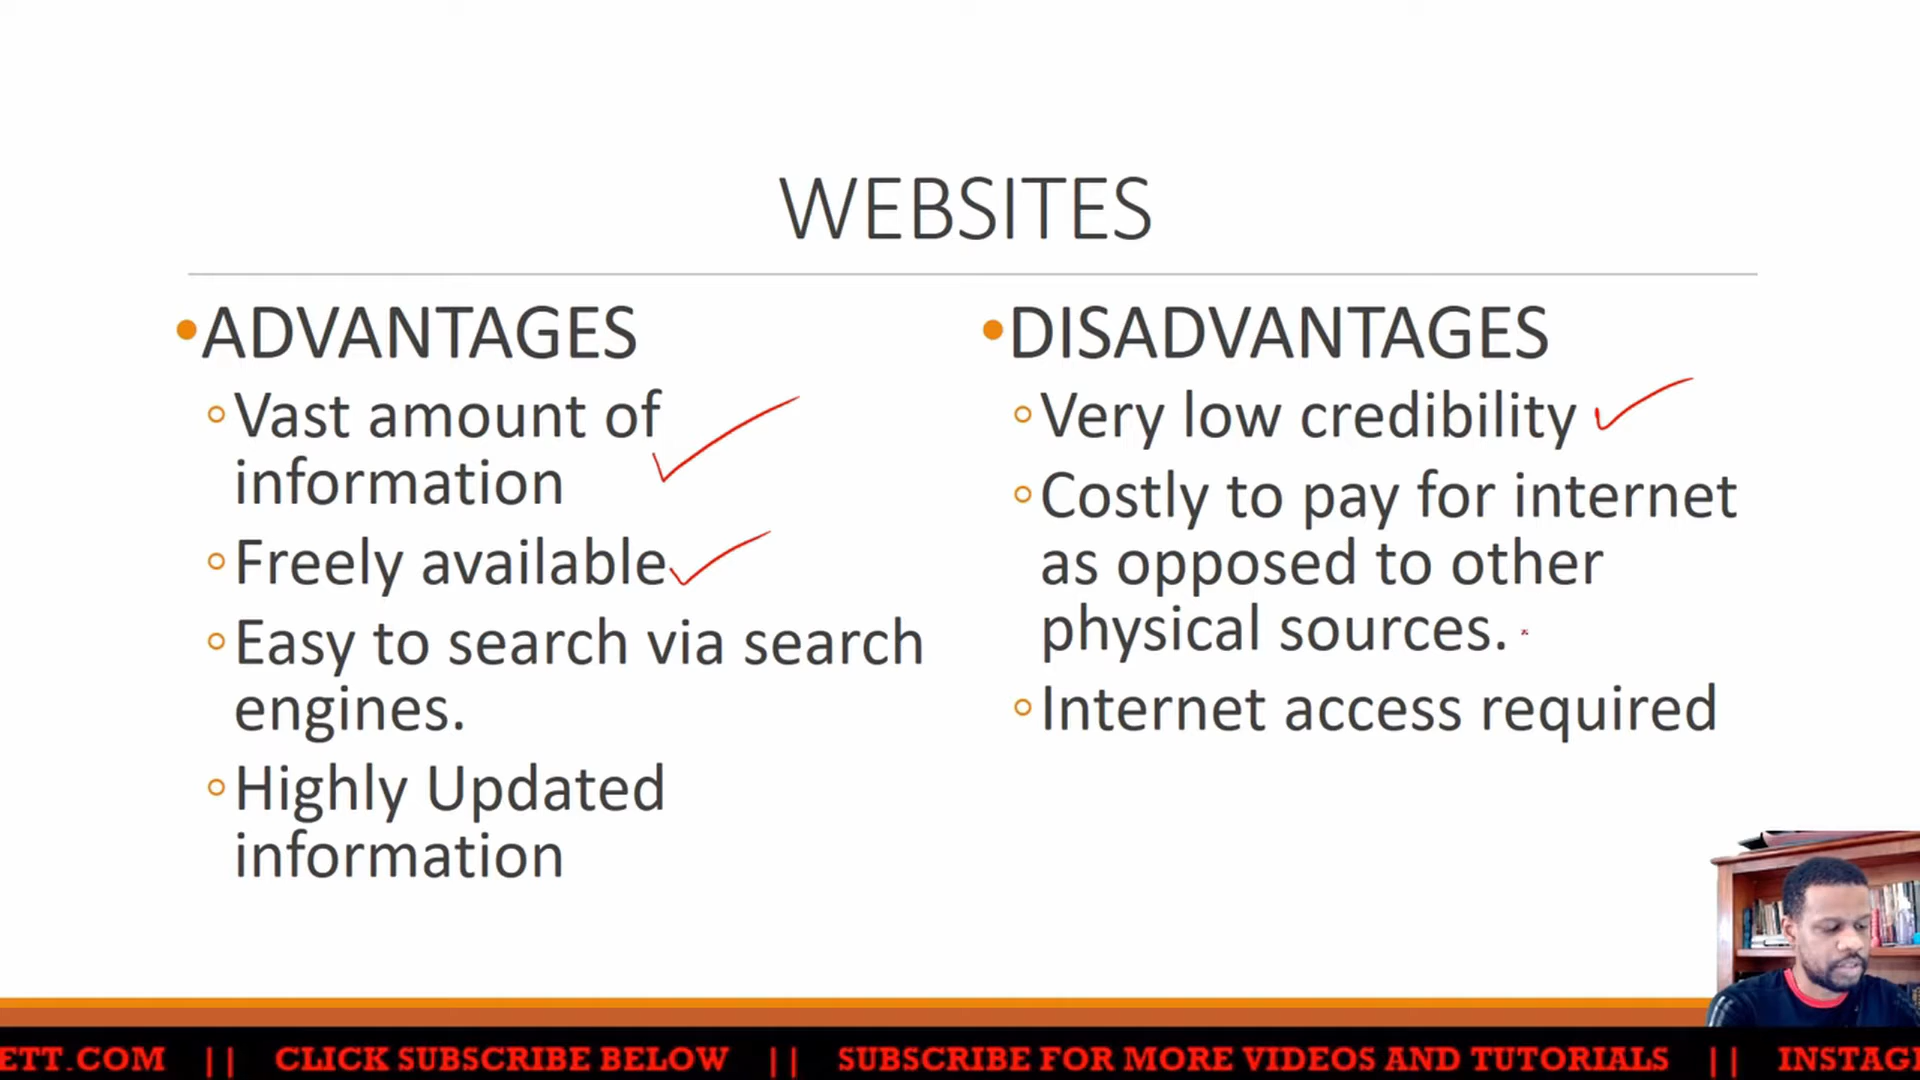 WEBSITES
•ADVANTAGES
Vast amount of
information
Freely available
Easy to search via search
engines.
Highly Updated
information
•DISADVANTAGES
Very low credibility
Costly to pay for internet
as opposed to other
physical sources.
Internet access required
ETT.COM || CLICK SUBSCRIBE BELOW || SUBSCRIBE FOR MORE VIDEOS AND TUTORIALS || INSTAG